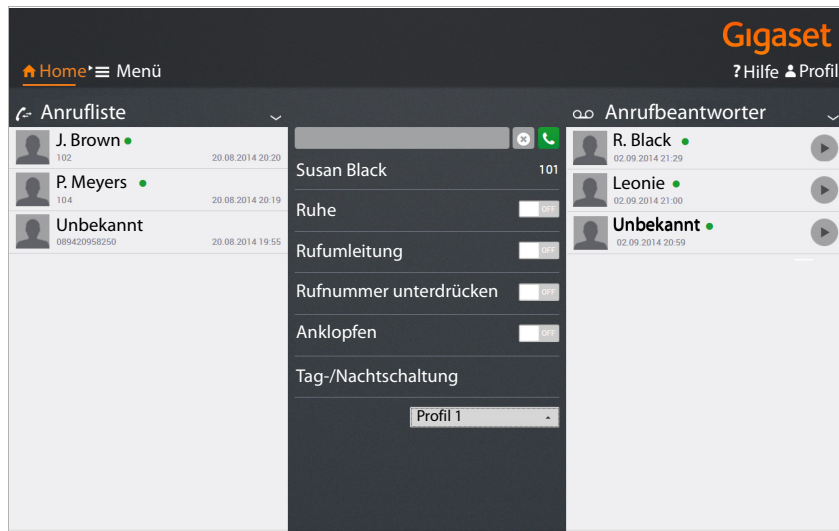 Gigaset
Home Menü
?Hilfe Profil
Anrufliste
J. Brown
102 20.08.2014 20:20
P. Meyers
104 20.08.2014 20:19
Unbekannt
089420958250 20.08.2014 19:55
Susan Black 101
Ruhe OFF
Rufumleitung OFF
Rufnummer unterdrücken OFF
Anklopfen OFF
Tag-/Nachtschaltung
Profil 1
Anrufbeantworter
R. Black
02.09.2014 21:29
Leonie
02.09.2014 21:00
Unbekannt
02.09.2014 20:59